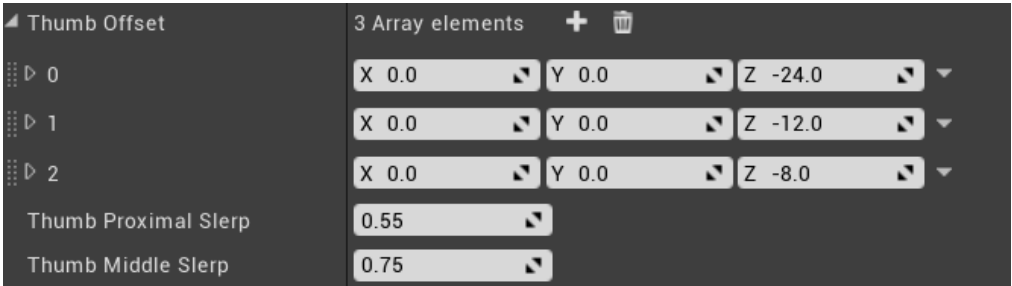 Thumb Offset 3 Array elements
0 X 0.0 Y 0.0 Z -24.0
1 X 0.0 Y 0.0 Z -12.0
2 X 0.0 Y 0.0 Z -8.0
Thumb Proximal Slerp 0.55
Thumb Middle Slerp 0.75